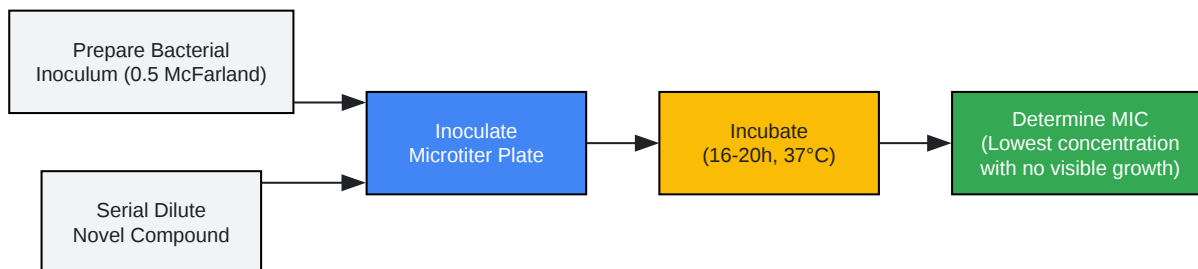 Prepare Bacterial
Inoculum (0.5 McFarland)
Serial Dilute
Novel Compound
Inoculate
Microtiter Plate
Incubate
(16-20h, 37°C)
Determine MIC
(Lowest concentration
with no visible growth)